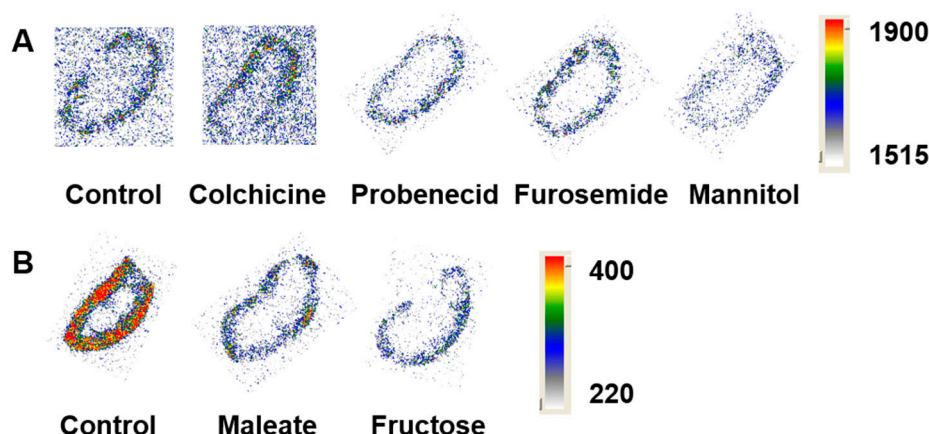 A
1900
1515
Control Colchicine Probenecid Furosemide Mannitol
B
400
220
Control Maleate Fructose